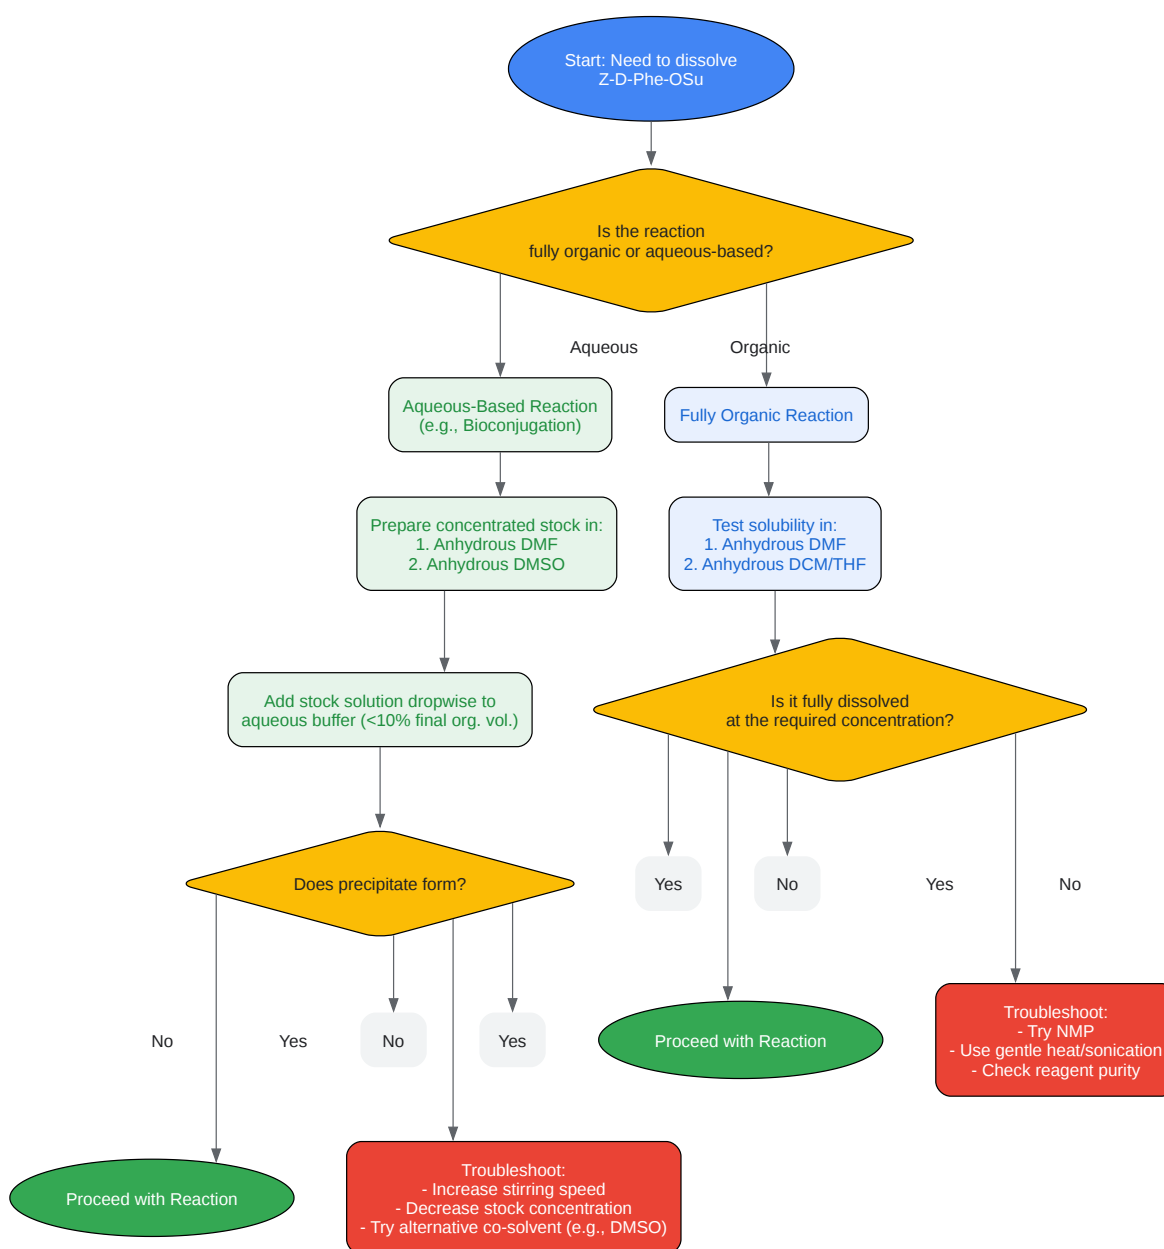 Start: Need to dissolve
Z-D-Phe-OSu
Is the reaction
fully organic or aqueous-based?
Aqueous
Organic
Aqueous-Based Reaction
(e.g., Bioconjugation)
Fully Organic Reaction
Prepare concentrated stock in:
1. Anhydrous DMF
2. Anhydrous DMSO
Test solubility in:
1. Anhydrous DMF
2. Anhydrous DCM/THF
Add stock solution dropwise to
aqueous buffer (<10% final org. vol.)
Is it fully dissolved
at the required concentration?
Does precipitate form?
Yes
No
Yes
No
No
Yes
No
Yes
Proceed with Reaction
Troubleshoot:
- Try NMP
- Use gentle heat/sonication
- Check reagent purity
Proceed with Reaction
Troubleshoot:
- Increase stirring speed
- Decrease stock concentration
- Try alternative co-solvent (e.g., DMSO)